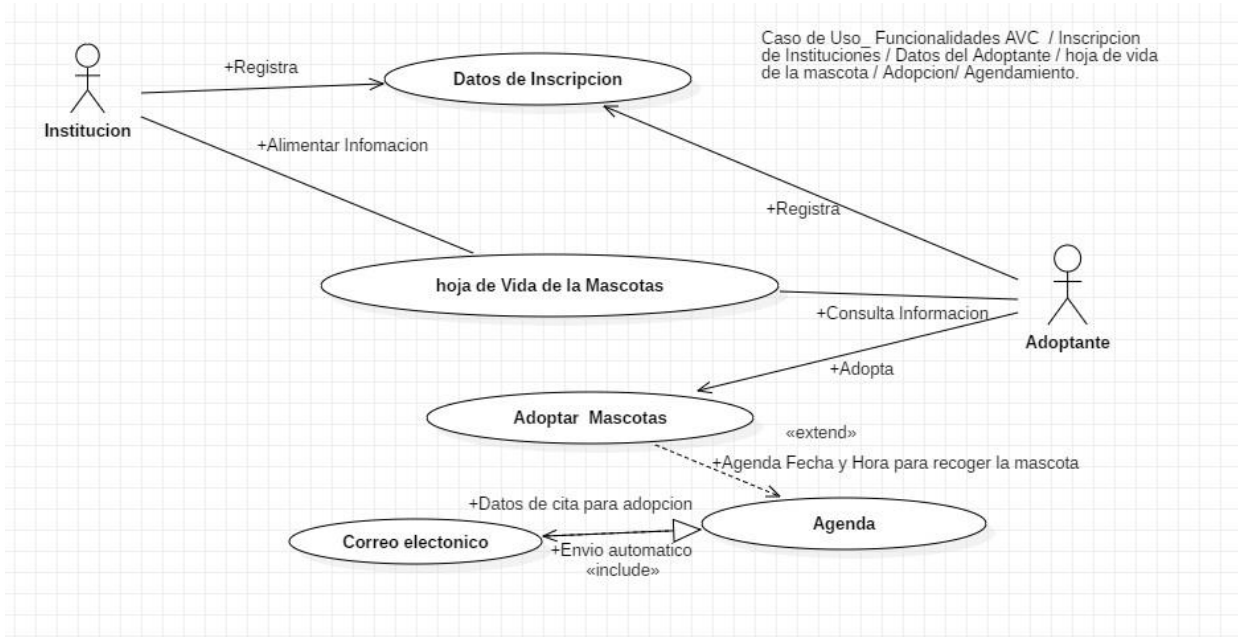 Caso de Uso_ Funcionalidades AVC / Inscripcion
de Instituciones / Datos del Adoptante / hoja de vida
de la mascota / Adopcion/ Agendamiento.
+Registra
Datos de Inscripcion
Institucion
+Alimentar Infomacion
+Registra
hoja de Vida de la Mascotas
+Consulta Informacion
Adoptante
+Adopta
Adoptar Mascotas
«extend»
+Agenda Fecha y Hora para recoger la mascota
+Datos de cita para adopcion
Agenda
Correo electonico
+Envio automatico
«include»